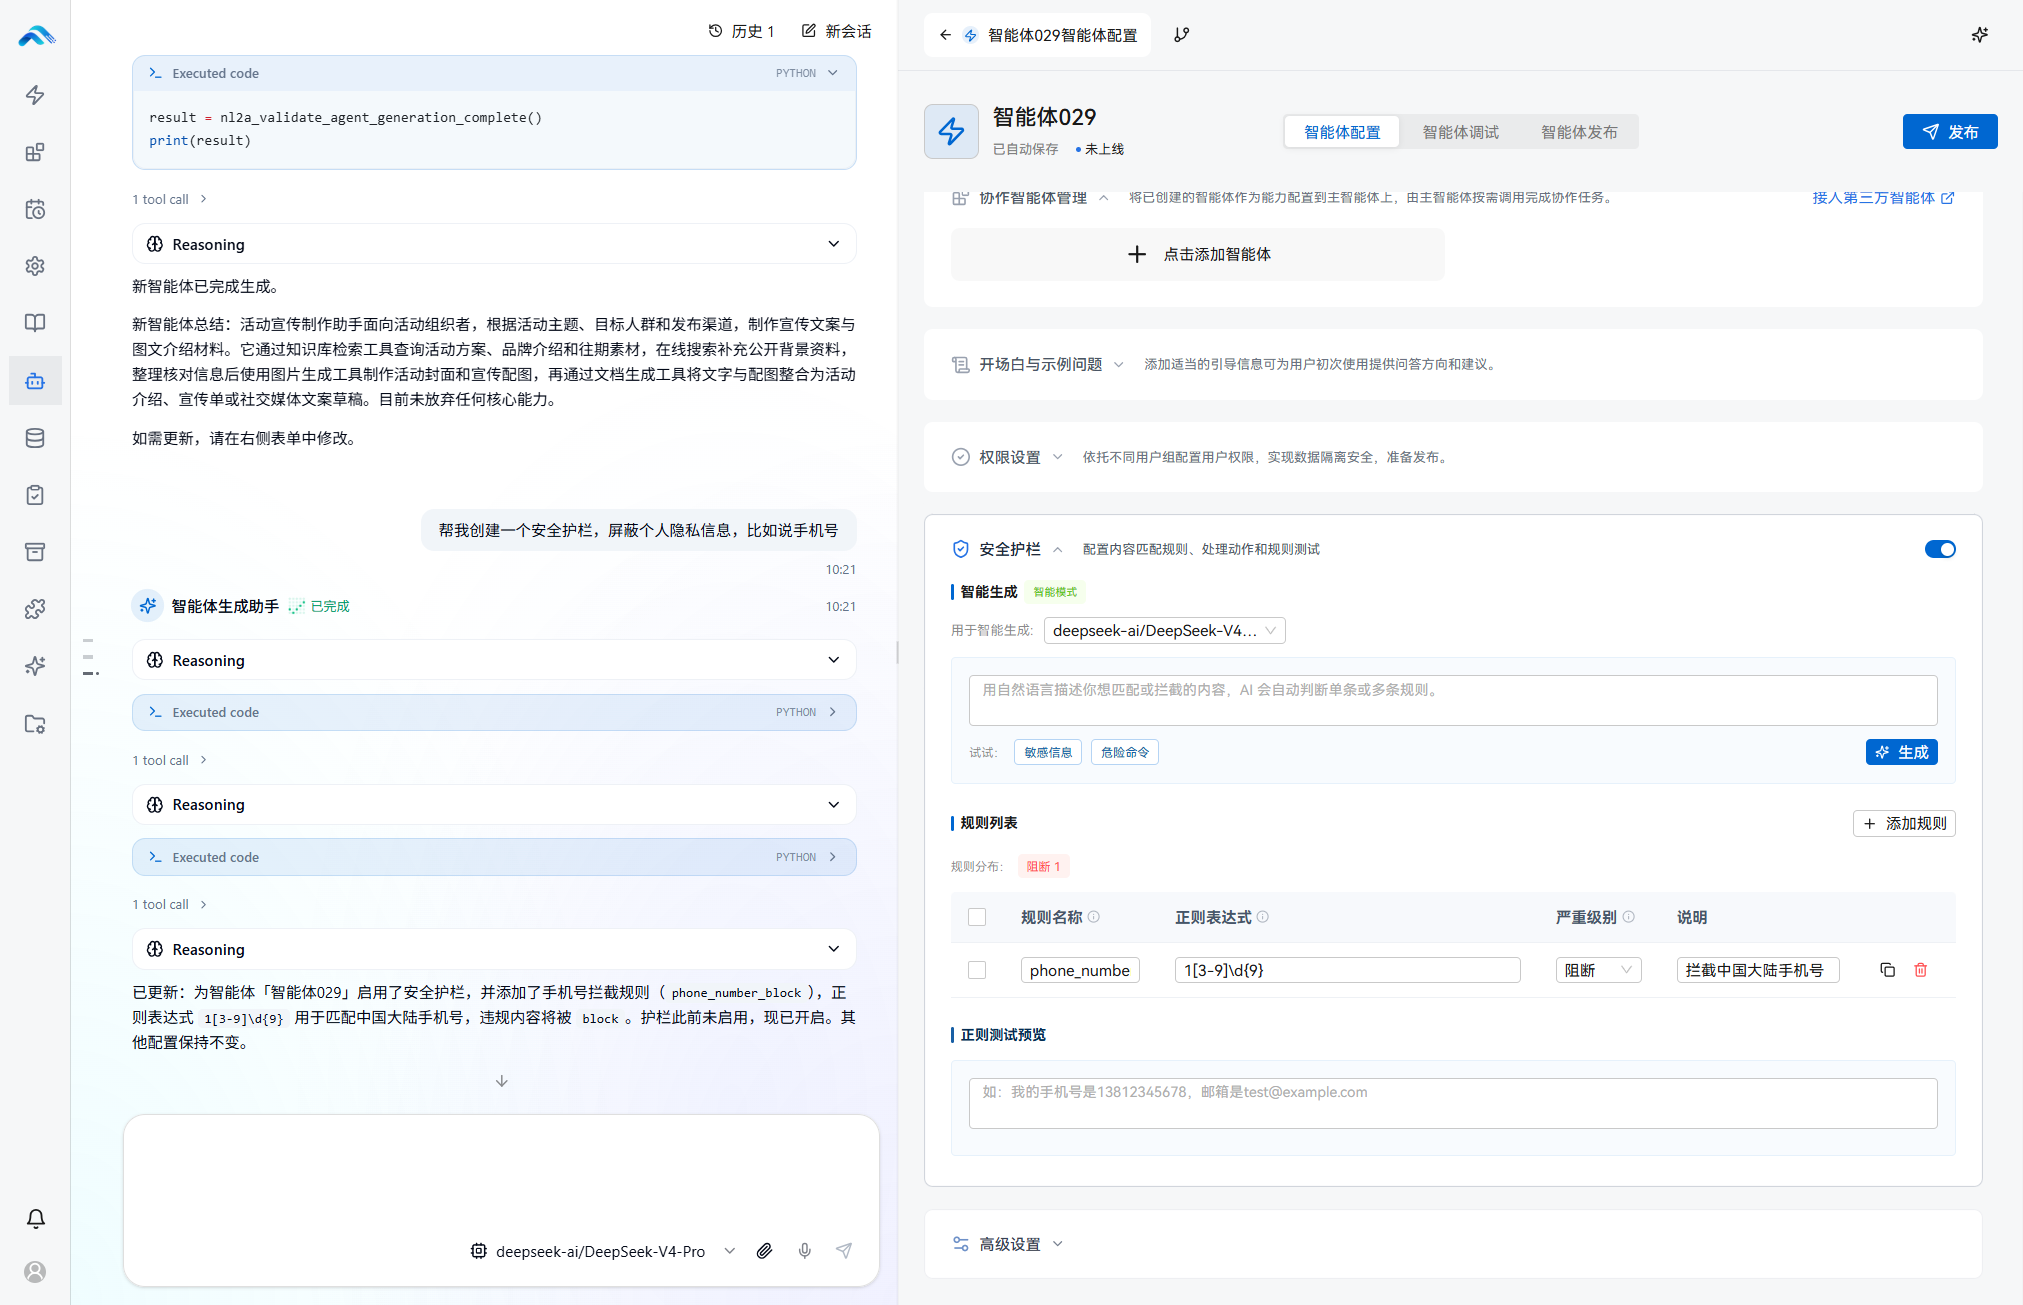 历史 1
新会话
Executed code
PYTHON
result = nl2a_validate_agent_generation_complete()
print(result)
1 tool call
Reasoning
新智能体已完成生成。
新智能体总结：活动宣传制作助手面向活动组织者，根据活动主题、目标人群和发布渠道，制作宣传文案与
图文介绍材料。它通过知识库检索工具查询活动方案、品牌介绍和往期素材，在线搜索补充公开背景资料，
整理核对信息后使用图片生成工具制作活动封面和宣传配图，再通过文档生成工具将文字与配图整合为活动
介绍、宣传单或社交媒体文案草稿。目前未放弃任何核心能力。
如需更新，请在右侧表单中修改。
帮我创建一个安全护栏，屏蔽个人隐私信息，比如说手机号
10:21
智能体生成助手
已完成
10:21
Reasoning
Executed code
PYTHON
1 tool call
Reasoning
Executed code
PYTHON
1 tool call
Reasoning
已更新：为智能体「智能体029」启用了安全护栏，并添加了手机号拦截规则（ phone_number_block ），正
则表达式 1[3-9]\d{9} 用于匹配中国大陆手机号，违规内容将被 block 。护栏此前未启用，现已开启。其
他配置保持不变。
deepseek-ai/DeepSeek-V4-Pro
智能体029智能体配置
智能体029
已自动保存
未上线
智能体配置
智能体调试
智能体发布
发布
协作智能体管理
将已创建的智能体作为能力配置到主智能体上，由主智能体按需调用完成协作任务。
接入第三方智能体
点击添加智能体
开场白与示例问题
添加适当的引导信息可为用户初次使用提供问答方向和建议。
权限设置
依托不同用户组配置用户权限，实现数据隔离安全，准备发布。
安全护栏
配置内容匹配规则、处理动作和规则测试
智能生成
智能模式
用于智能生成:
deepseek-ai/DeepSeek-V4...
用自然语言描述你想匹配或拦截的内容，AI 会自动判断单条或多条规则。
试试:
敏感信息
危险命令
生成
规则列表
添加规则
规则分布:
阻断 1
规则名称
正则表达式
严重级别
说明
phone_numbe
1[3-9]\d{9}
阻断
拦截中国大陆手机号
正则测试预览
如：我的手机号是13812345678，邮箱是test@example.com
高级设置